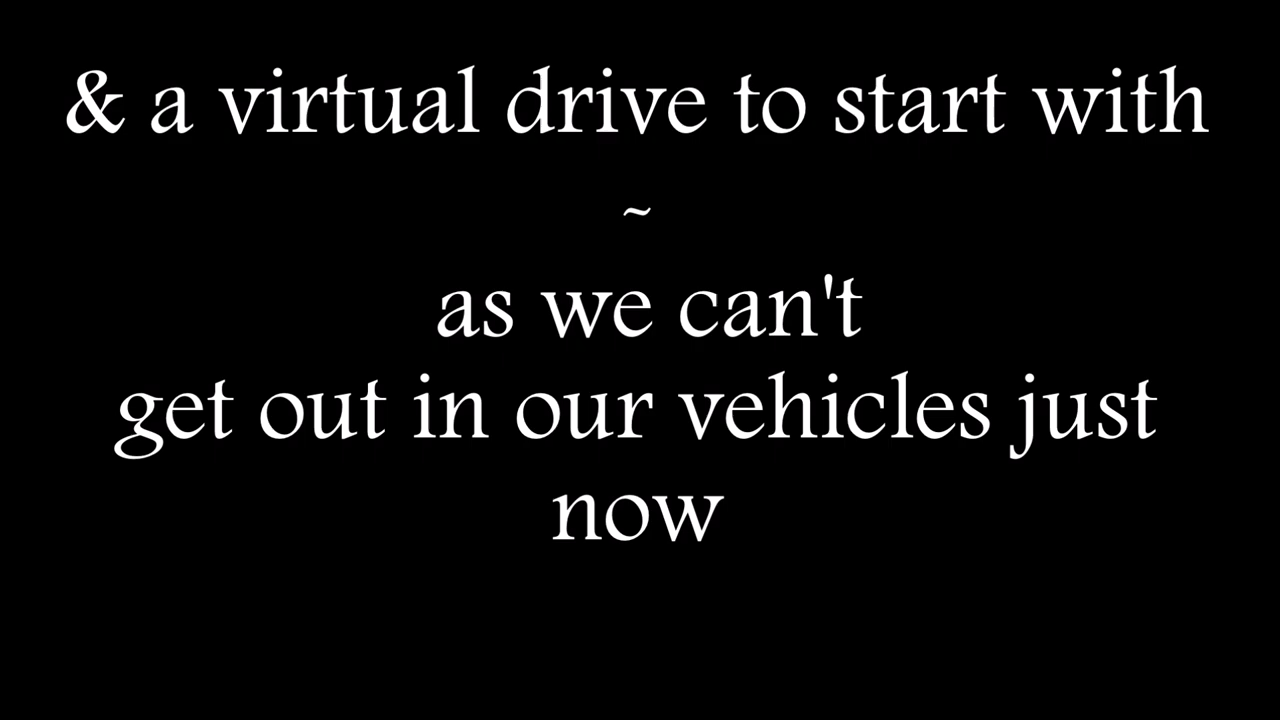 & a virtual drive to start with
~
as we can't
get out in our vehicles just
now